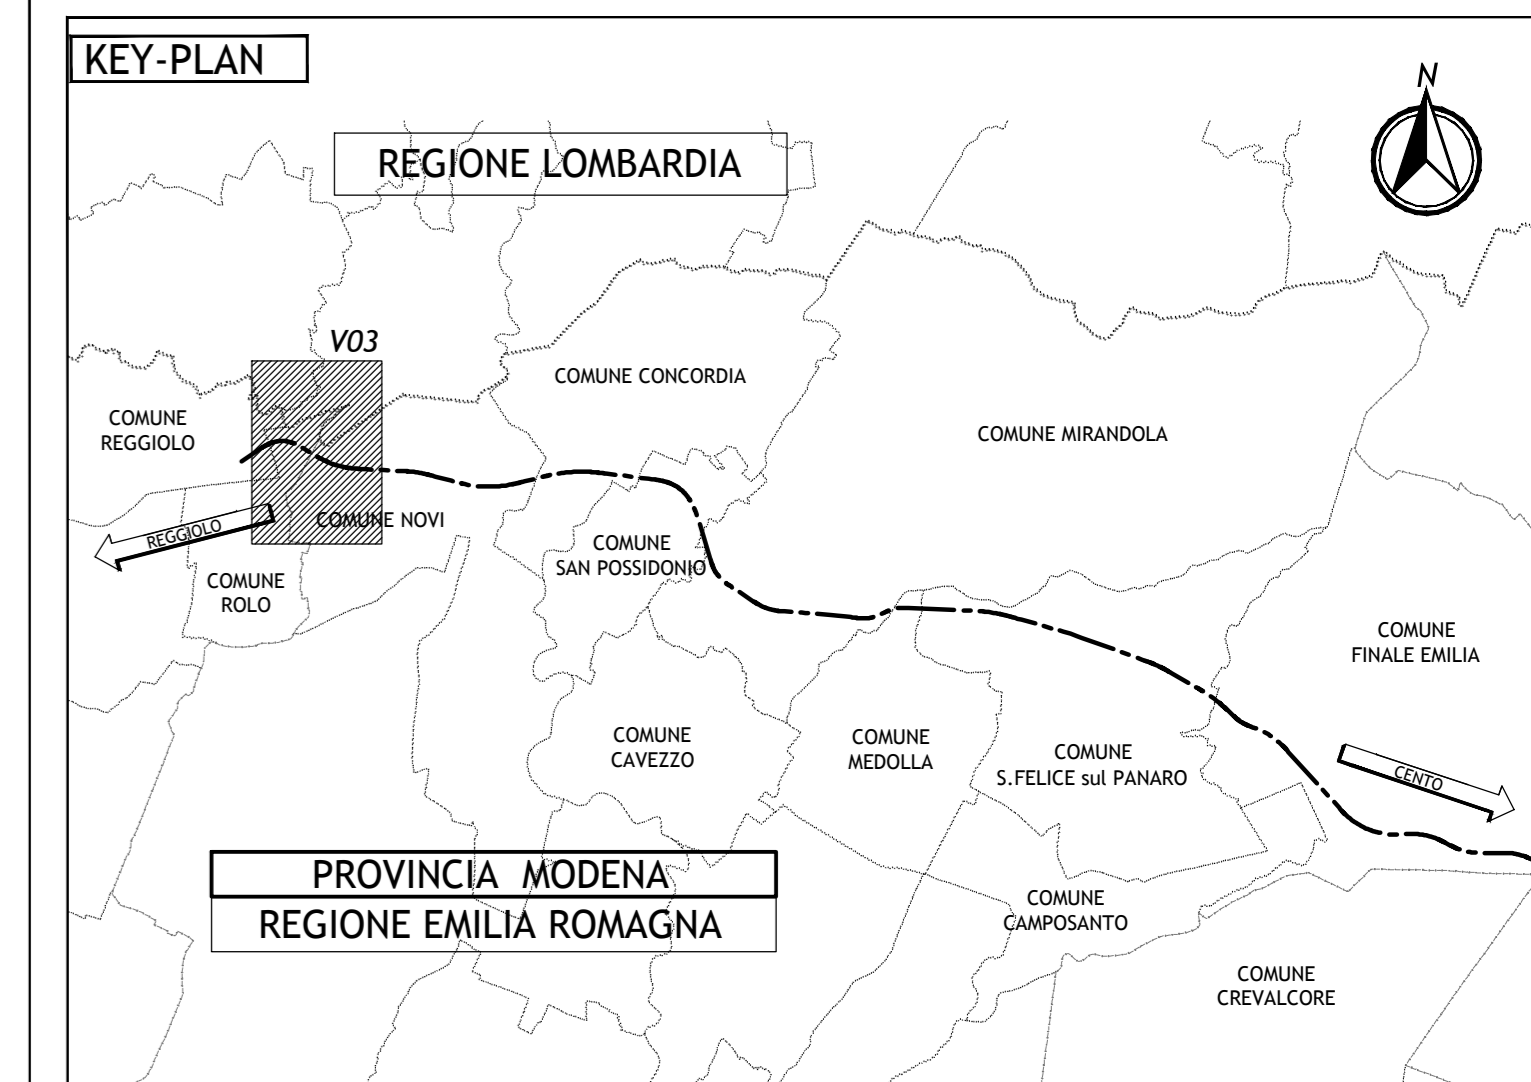 KEY-PLAN
N
REGIONE LOMBARDIA
V03
COMUNE CONCORDIA
COMUNE
REGGIOLO
COMUNE MIRANDOLA
REGGIOLO
COMUNE NOVI
COMUNE
SAN POSSIDONIO
COMUNE
ROLO
COMUNE
FINALE EMILIA
COMUNE
CAVEZZO
COMUNE
MEDOLLA
COMUNE
S.FELICE sul PANARO
CENTO
PROVINCIA MODENA
REGIONE EMILIA ROMAGNA
COMUNE
CAMPOSANTO
COMUNE
CREVALCORE